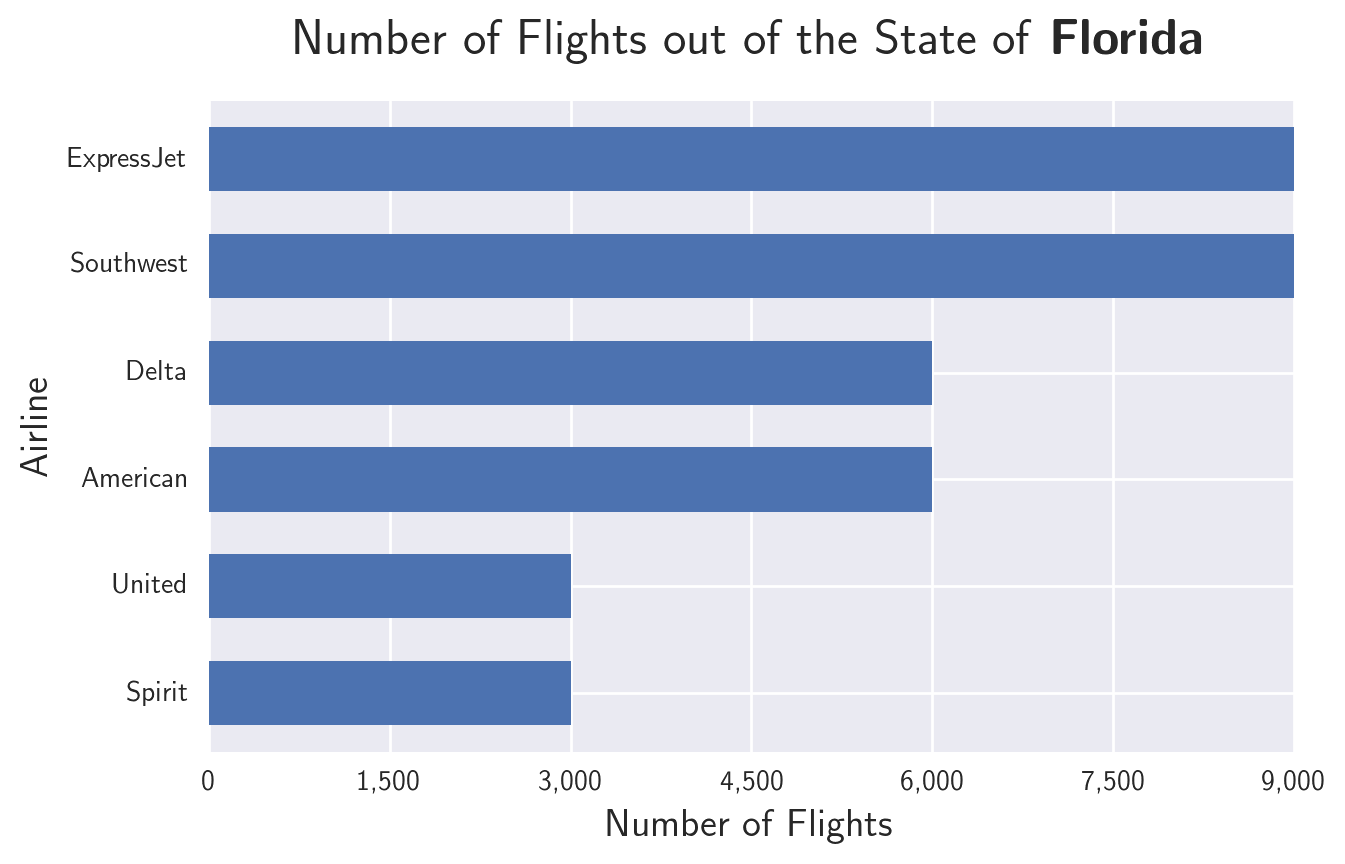 Number of Flights out of the State of Florida
ExpressJet
Southwest
Delta
American
United
Spirit
Airline
0 1,500 3,000 4,500 6,000 7,500 9,000
Number of Flights